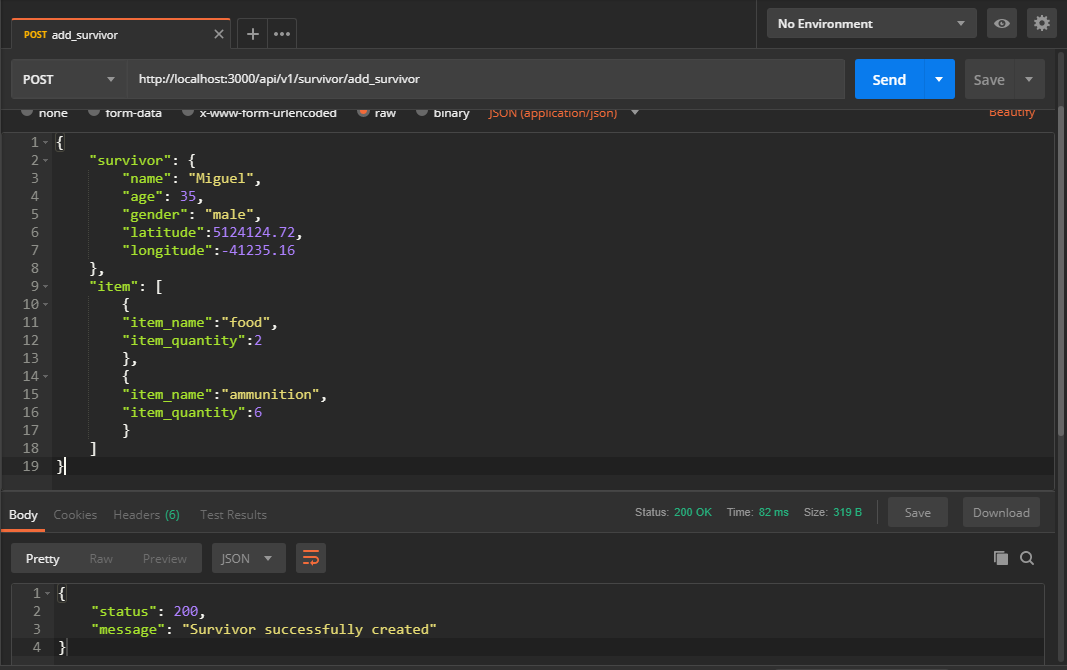 POST add_survivor
No Environment
POST http://localhost:3000/api/v1/survivor/add_survivor Send Save
none form-data x-www-form-urlencoded raw binary JSON (application/json) Beautify
1 {
2 "survivor": {
3 "name": "Miguel",
4 "age": 35,
5 "gender": "male",
6 "latitude":5124124.72,
7 "longitude":-41235.16
8 },
9 "item": [
10 {
11 "item_name":"food",
12 "item_quantity":2
13 },
14 {
15 "item_name":"ammunition",
16 "item_quantity":6
17 }
18 ]
19 }
Body Cookies Headers (6) Test Results Status: 200 OK Time: 82 ms Size: 319 B Save Download
Pretty Raw Preview JSON
1 {
2 "status": 200,
3 "message": "Survivor successfully created"
4 }